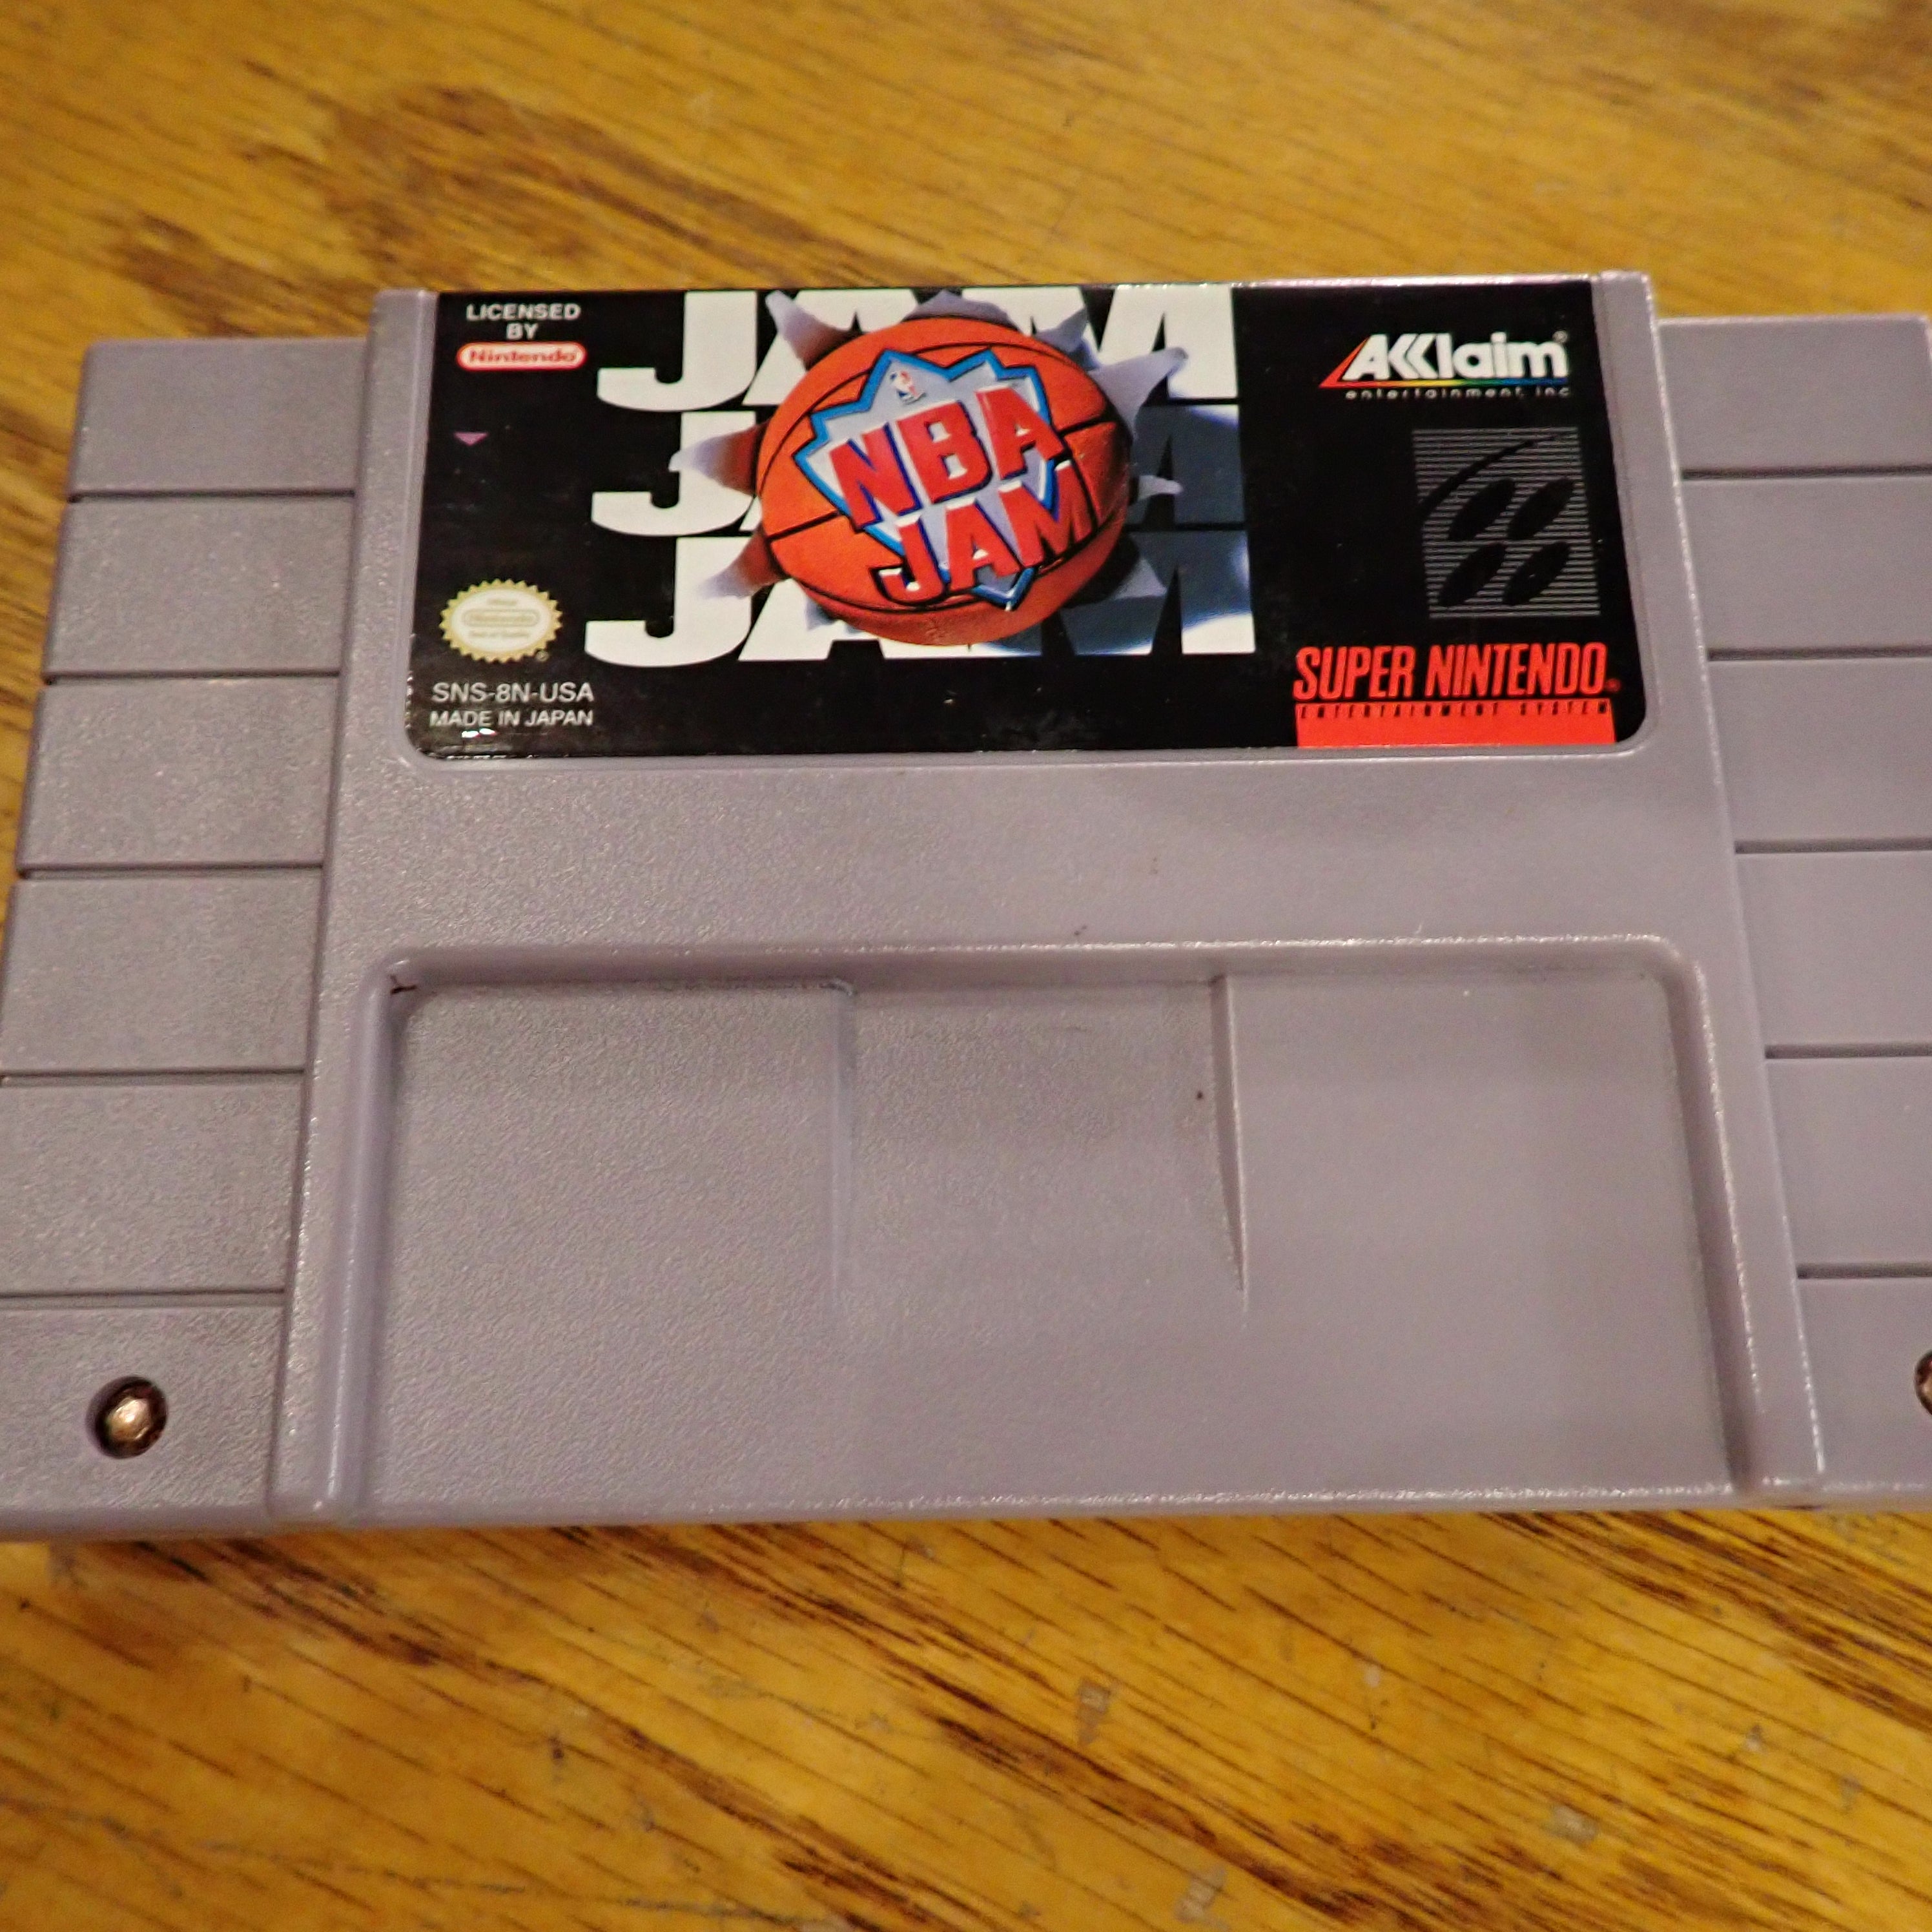 LICENSED
BY
Nintendo
JAM
JAM
JAM
NBA
JAM
AKKlaim®
entertainment, inc
Nintendo
SNS-8N-USA
MADE IN JAPAN
SUPER NINTENDO®
ENTERTAINMENT SYSTEM